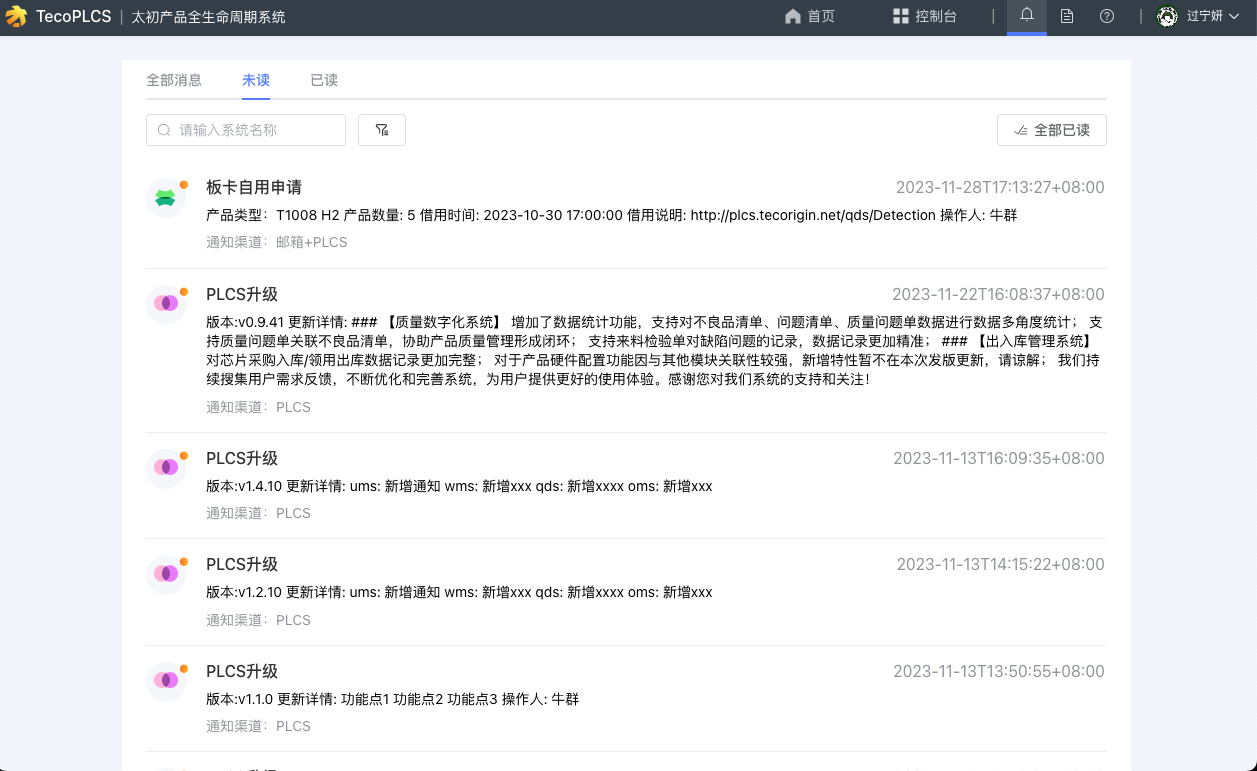 TecoPLCS | 太初产品全生命周期系统 首页 控制台 过宁妍
全部消息 未读 已读
请输入系统名称 全部已读
板卡自用申请 2023-11-28T17:13:27+08:00
产品类型: T1008 H2 产品数量: 5 借用时间: 2023-10-30 17:00:00 借用说明: http://plcs.tecorigin.net/qds/Detection 操作人: 牛群
通知渠道: 邮箱+PLCS
PLCS升级 2023-11-22T16:08:37+08:00
版本:v0.9.41 更新详情: ### 【质量数字化系统】 增加了数据统计功能，支持对不良品清单、问题清单、质量问题单数据进行数据多角度统计； 支
持质量问题单关联不良品清单，协助产品质量管理形成闭环； 支持来料检验单对缺陷问题的记录，数据记录更加精准； ### 【出入库管理系统】
对芯片采购入库/领用出库数据记录更加完整； 对于产品硬件配置功能因与其他模块关联性较强，新增特性暂不在本次发版更新，请谅解； 我们持
续搜集用户需求反馈，不断优化和完善系统，为用户提供更好的使用体验。感谢您对我们系统的支持和关注！
通知渠道: PLCS
PLCS升级 2023-11-13T16:09:35+08:00
版本:v1.4.10 更新详情: ums: 新增通知 wms: 新增xxx qds: 新增xxxx oms: 新增xxx
通知渠道: PLCS
PLCS升级 2023-11-13T14:15:22+08:00
版本:v1.2.10 更新详情: ums: 新增通知 wms: 新增xxx qds: 新增xxxx oms: 新增xxx
通知渠道: PLCS
PLCS升级 2023-11-13T13:50:55+08:00
版本:v1.1.0 更新详情: 功能点1 功能点2 功能点3 操作人: 牛群
通知渠道: PLCS